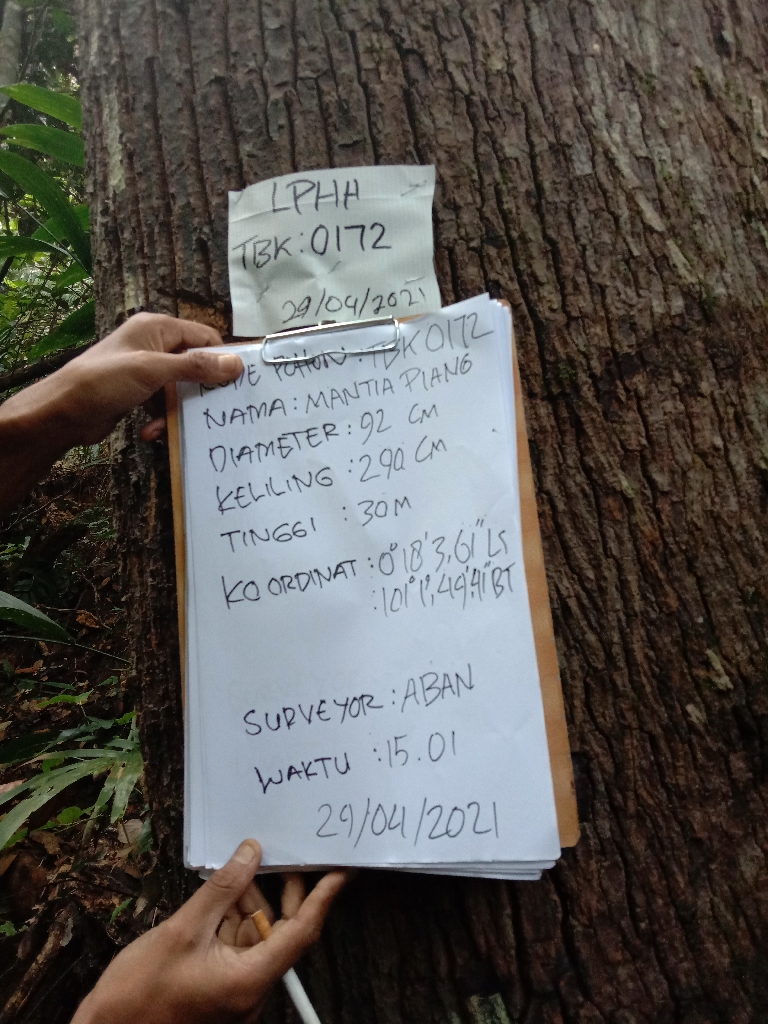 LPHH
TBK: 0172
29/04/2021
KODE POHON : TBK 0172
NAMA : MANTIA PIANG
DIAMETER : 92 CM
KELILING : 290 CM
TINGGI : 30 M
KOORDINAT : 0° 18' 3,61" LS
: 101° 1', 49,41" BT
SURVEYOR : ABAN
WAKTU : 15.01
29/04/2021